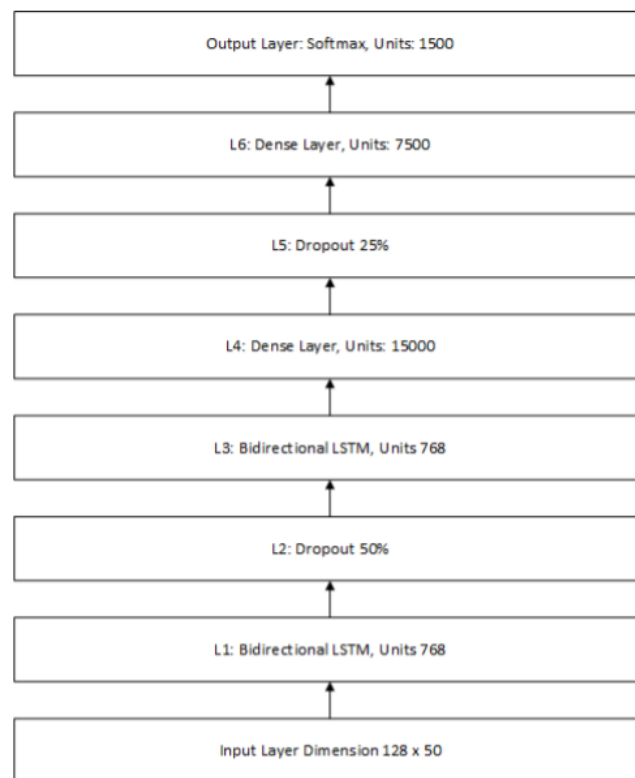 Output Layer: Softmax, Units: 1500
L6: Dense Layer, Units: 7500
L5: Dropout 25%
L4: Dense Layer, Units: 15000
L3: Bidirectional LSTM, Units 768
L2: Dropout 50%
L1: Bidirectional LSTM, Units 768
Input Layer Dimension 128 x 50